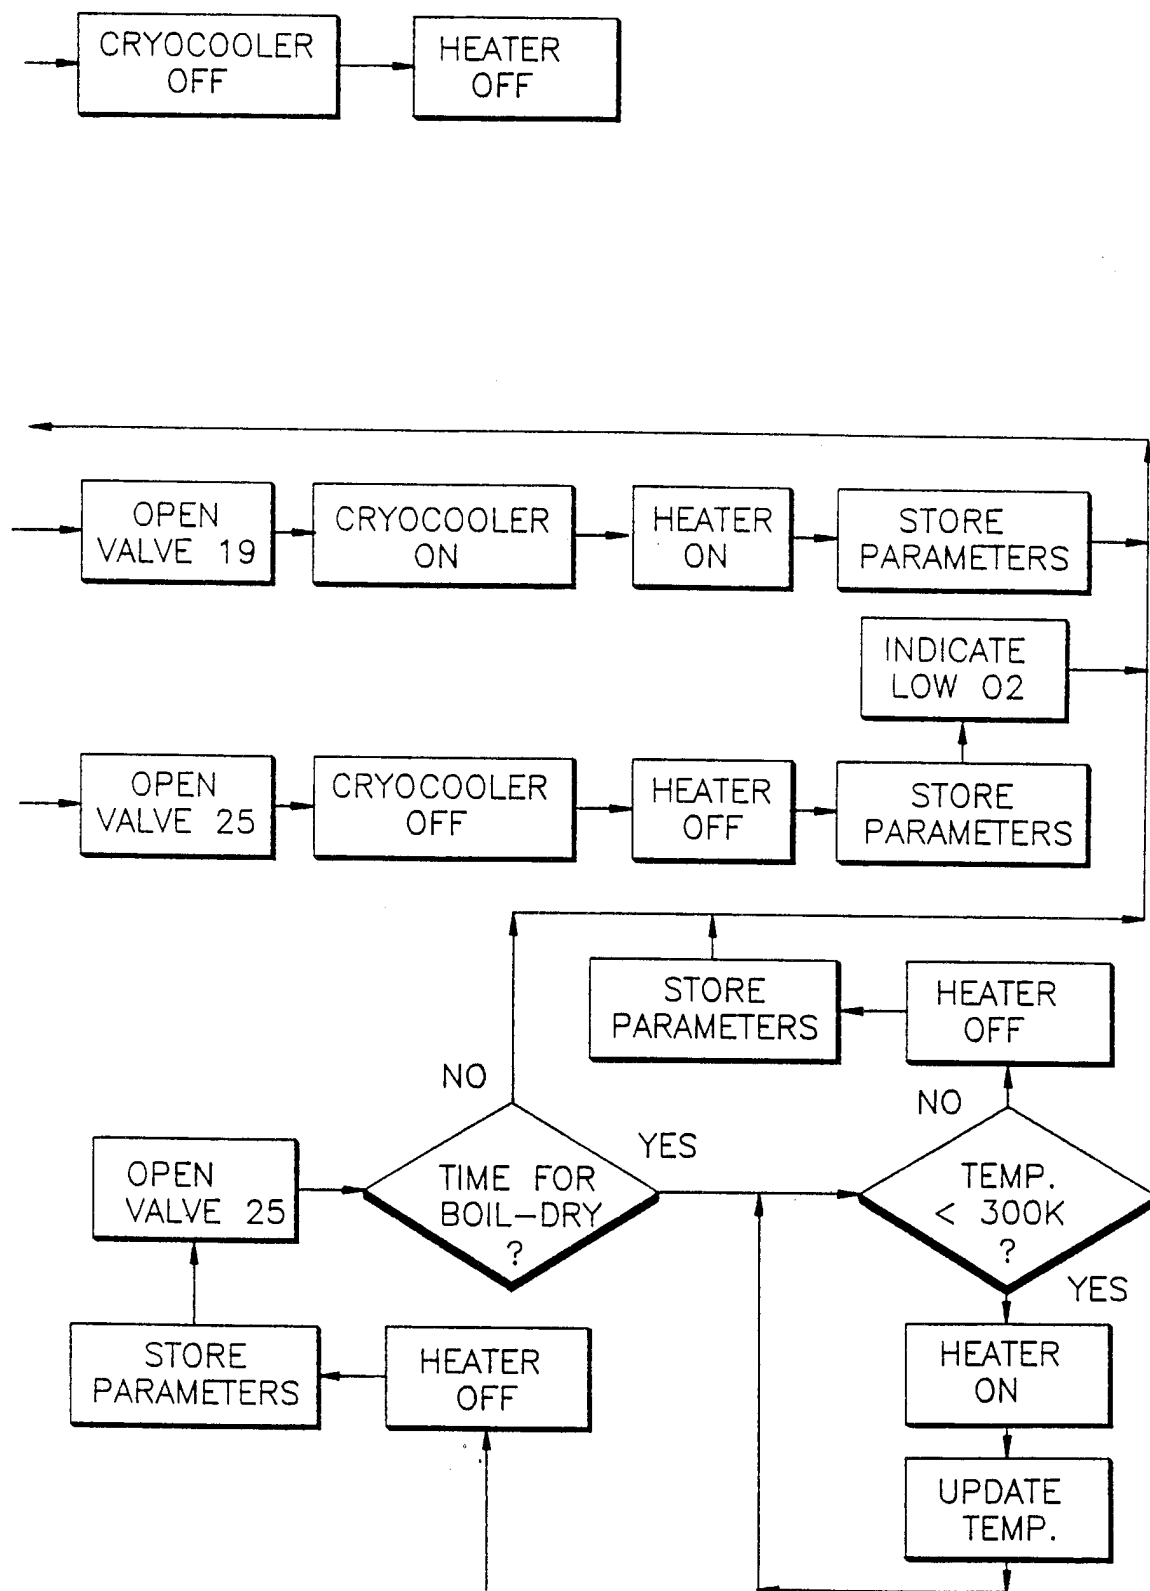 CRYOCOOLER
OFF
HEATER
OFF
OPEN
VALVE 19
CRYOCOOLER
ON
HEATER
ON
STORE
PARAMETERS
INDICATE
LOW O2
OPEN
VALVE 25
CRYOCOOLER
OFF
HEATER
OFF
STORE
PARAMETERS
STORE
PARAMETERS
HEATER
OFF
NO
NO
OPEN
VALVE 25
TIME FOR
BOIL-DRY
?
YES
TEMP.
< 300K
?
YES
STORE
PARAMETERS
HEATER
OFF
HEATER
ON
UPDATE
TEMP.